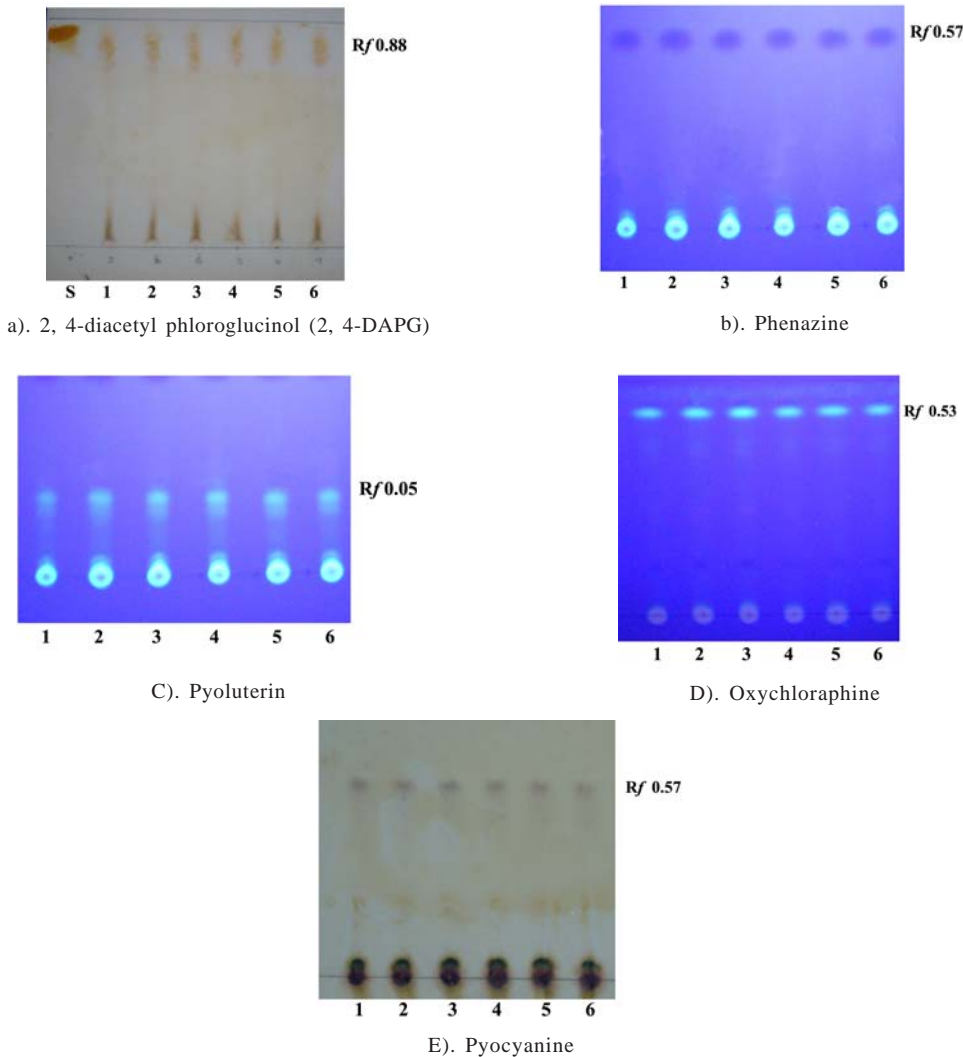 Rf 0.88
S 1 2 3 4 5 6
a). 2, 4-diacetyl phloroglucinol (2, 4-DAPG)
Rf 0.57
1 2 3 4 5 6
b). Phenazine
Rf 0.05
1 2 3 4 5 6
C). Pyoluterin
Rf 0.53
1 2 3 4 5 6
D). Oxychloraphine
Rf 0.57
1 2 3 4 5 6
E). Pyocyanine